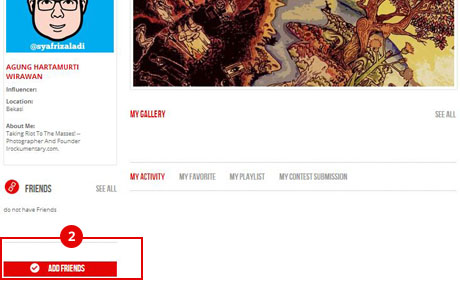 @syafrizaladi
AGUNG HARTAMURTI
WIRAWAN
Influencer:
Location:
Bekasi
About Me:
Taking Riot To The Masses! --
Photographer And Founder
Irockumentary.com.
FRIENDS SEE ALL
do not have Friends
2
ADD FRIENDS
MY GALLERY SEE ALL
MY ACTIVITY MY FAVORITE MY PLAYLIST MY CONTEST SUBMISSION